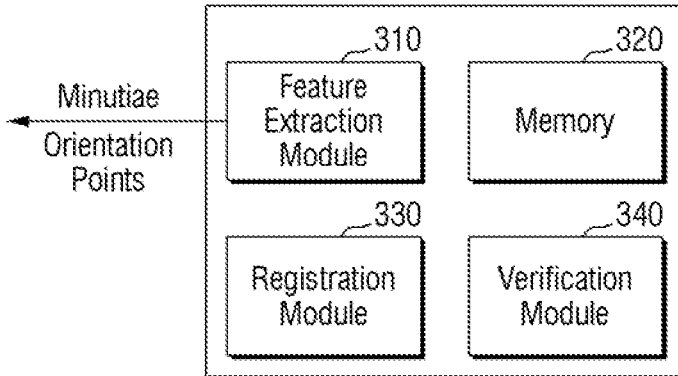 310
320
Minutiae
Orientation
Points
Feature
Extraction
Module
Memory
330
340
Registration
Module
Verification
Module